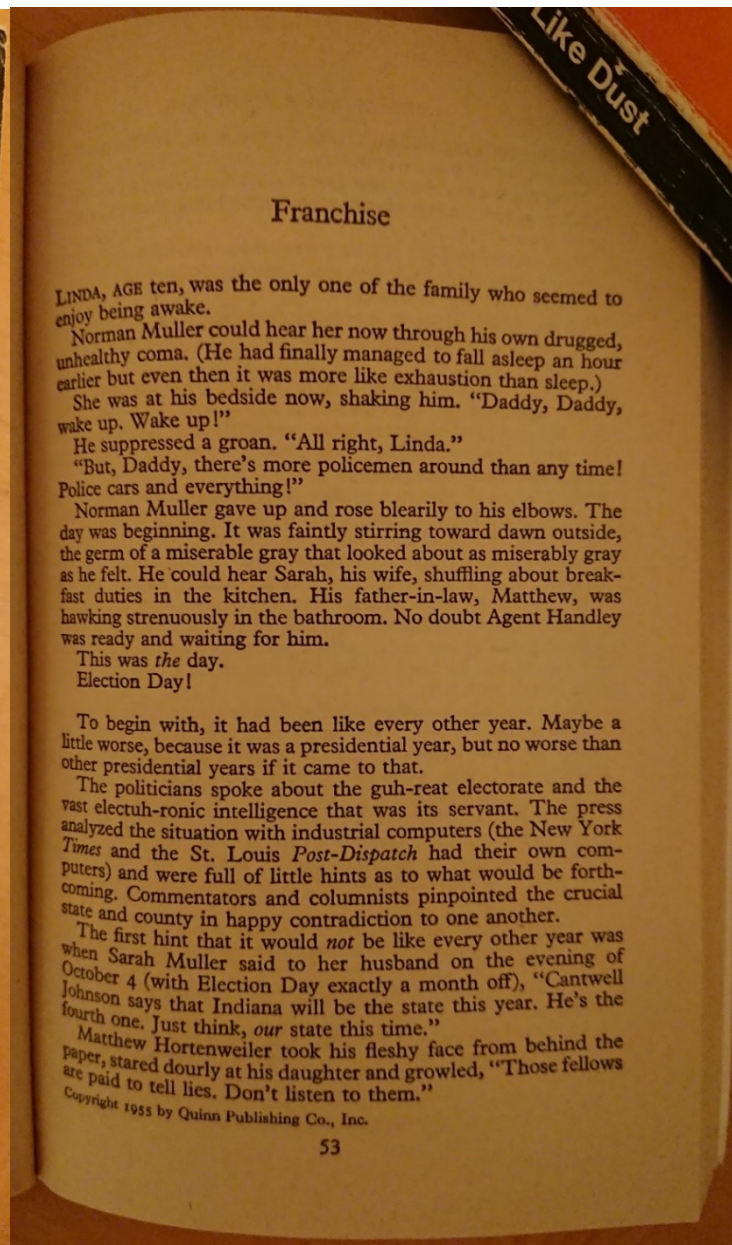 Like Dust
Franchise
LINDA, AGE ten, was the only one of the family who seemed to
enjoy being awake.
Norman Muller could hear her now through his own drugged,
unhealthy coma. (He had finally managed to fall asleep an hour
earlier but even then it was more like exhaustion than sleep.)
She was at his bedside now, shaking him. “Daddy, Daddy,
wake up. Wake up!”
He suppressed a groan. “All right, Linda.”
“But, Daddy, there’s more policemen around than any time!
Police cars and everything!”
Norman Muller gave up and rose blearily to his elbows. The
day was beginning. It was faintly stirring toward dawn outside,
the germ of a miserable gray that looked about as miserably gray
as he felt. He could hear Sarah, his wife, shuffling about break-
fast duties in the kitchen. His father-in-law, Matthew, was
hawking strenuously in the bathroom. No doubt Agent Handley
was ready and waiting for him.
This was the day.
Election Day!
To begin with, it had been like every other year. Maybe a
little worse, because it was a presidential year, but no worse than
other presidential years if it came to that.
The politicians spoke about the guh-reat electorate and the
vast electuh-ronic intelligence that was its servant. The press
analyzed the situation with industrial computers (the New York
Times and the St. Louis Post-Dispatch had their own com-
puters) and were full of little hints as to what would be forth-
coming. Commentators and columnists pinpointed the crucial
state and county in happy contradiction to one another.
The first hint that it would not be like every other year was
when Sarah Muller said to her husband on the evening of
October 4 (with Election Day exactly a month off), “Cantwell
Johnson says that Indiana will be the state this year. He’s the
fourth one. Just think, our state this time.”
Matthew Hortenweiler took his fleshy face from behind the
paper, stared dourly at his daughter and growled, “Those fellows
are paid to tell lies. Don’t listen to them.”
Copyright 1955 by Quinn Publishing Co., Inc.
53